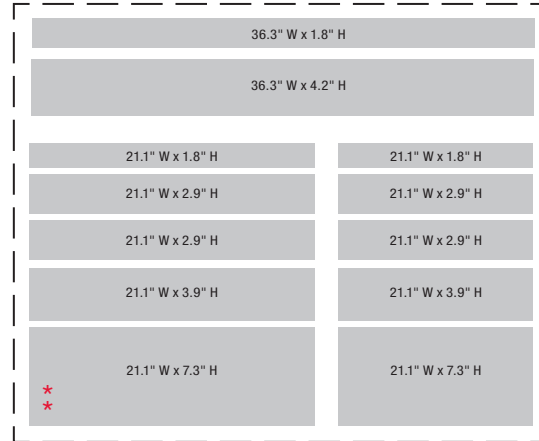 36.3" W x 1.8" H
36.3" W x 4.2" H
21.1" W x 1.8" H
21.1" W x 1.8" H
21.1" W x 2.9" H
21.1" W x 2.9" H
21.1" W x 2.9" H
21.1" W x 2.9" H
21.1" W x 3.9" H
21.1" W x 3.9" H
21.1" W x 7.3" H
21.1" W x 7.3" H
*
*